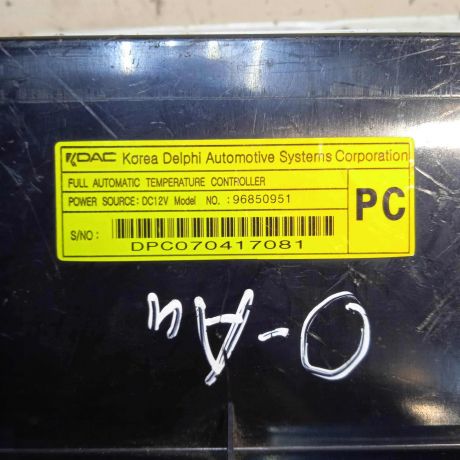 KDAC Korea Delphi Automotive Systems Corporation
FULL AUTOMATIC TEMPERATURE CONTROLLER
POWER SOURCE: DC12V Model NO. : 96850951
PC
S/NO :
DPC070417081